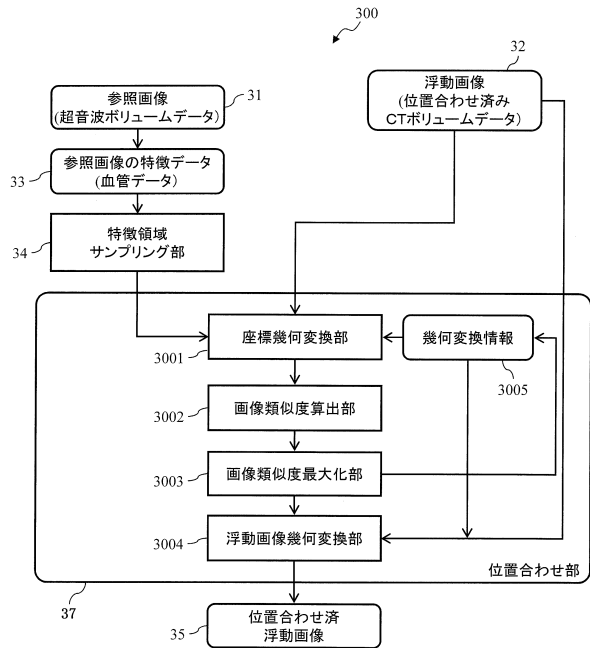 300
31
参照画像
(超音波ボリュームデータ)
32
浮動画像
(位置合わせ済み
CTボリュームデータ)
33
参照画像の特徴データ
(血管データ)
34
特徴領域
サンプリング部
3001
座標幾何変換部
幾何変換情報
3005
3002
画像類似度算出部
3003
画像類似度最大化部
3004
浮動画像幾何変換部
位置合わせ部
37
35
位置合わせ済
浮動画像